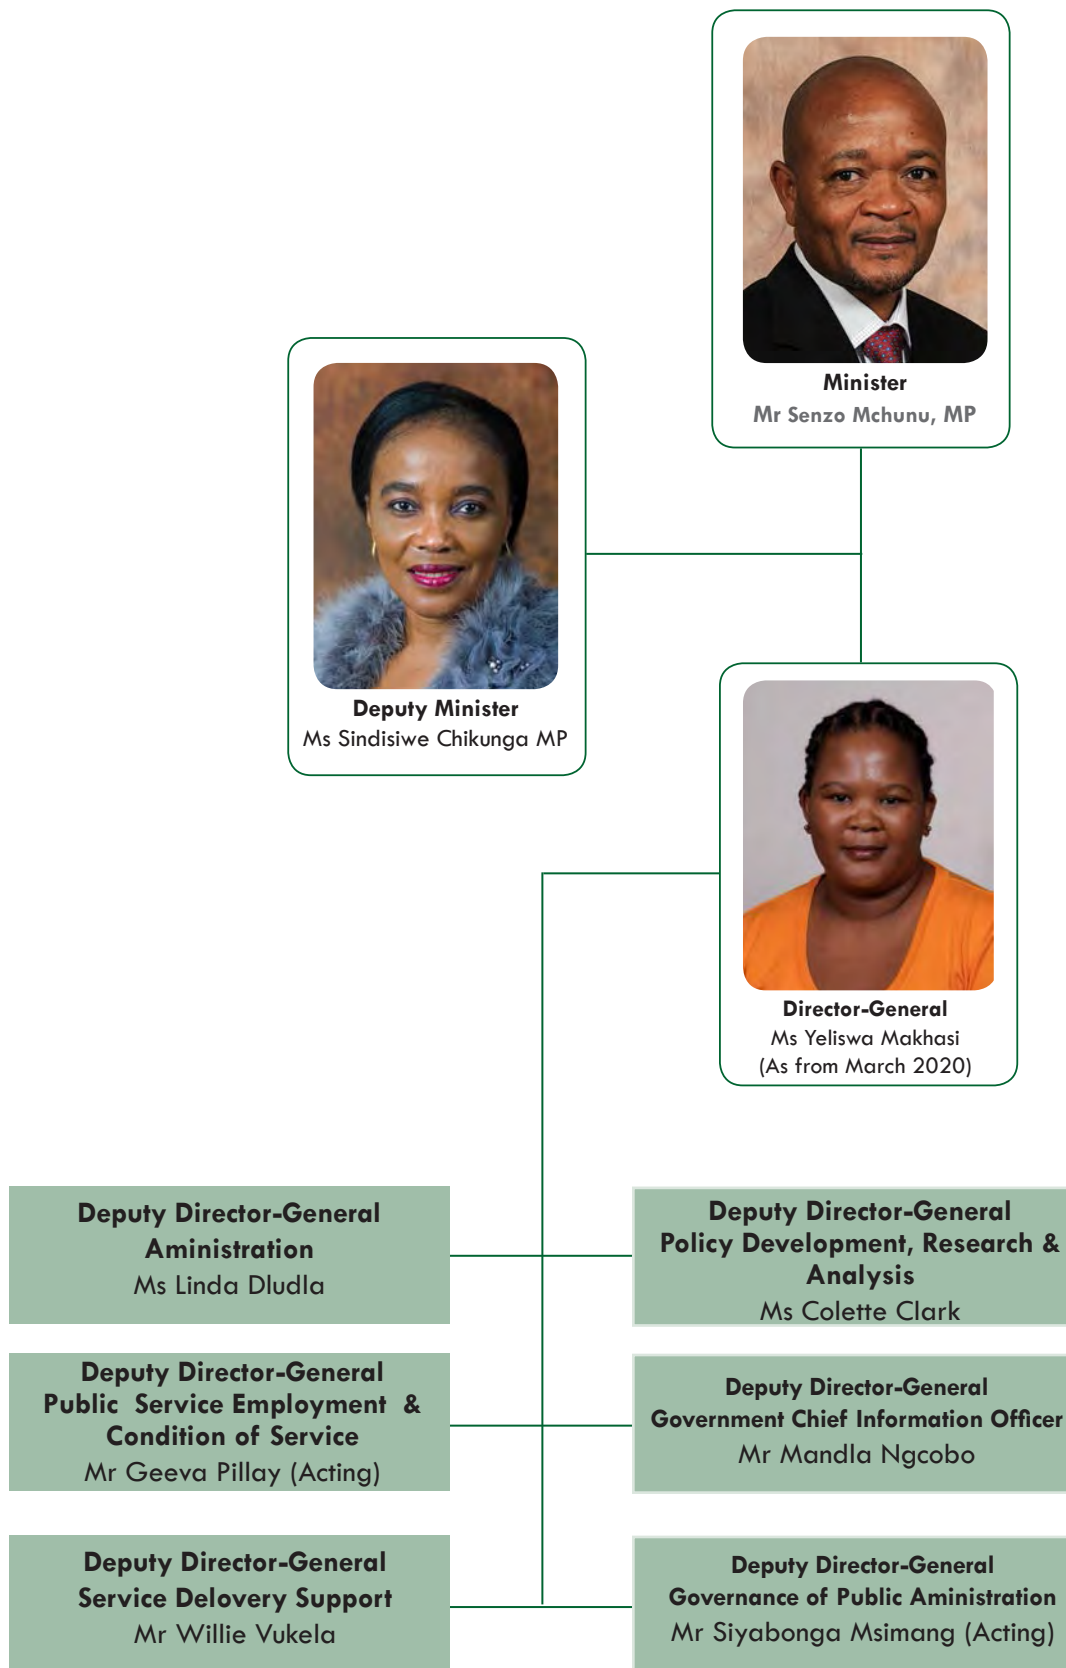 Minister
Mr Senzo Mchunu, MP
Deputy Minister
Ms Sindisiwe Chikunga MP
Director-General
Ms Yeliswa Makhasi
(As from March 2020)
Deputy Director-General
Aministration
Ms Linda Dludla
Deputy Director-General
Policy Development, Research &
Analysis
Ms Colette Clark
Deputy Director-General
Public Service Employment &
Condition of Service
Mr Geeva Pillay (Acting)
Deputy Director-General
Government Chief Information Officer
Mr Mandla Ngcobo
Deputy Director-General
Service Delovery Support
Mr Willie Vukela
Deputy Director-General
Governance of Public Aministration
Mr Siyabonga Msimang (Acting)